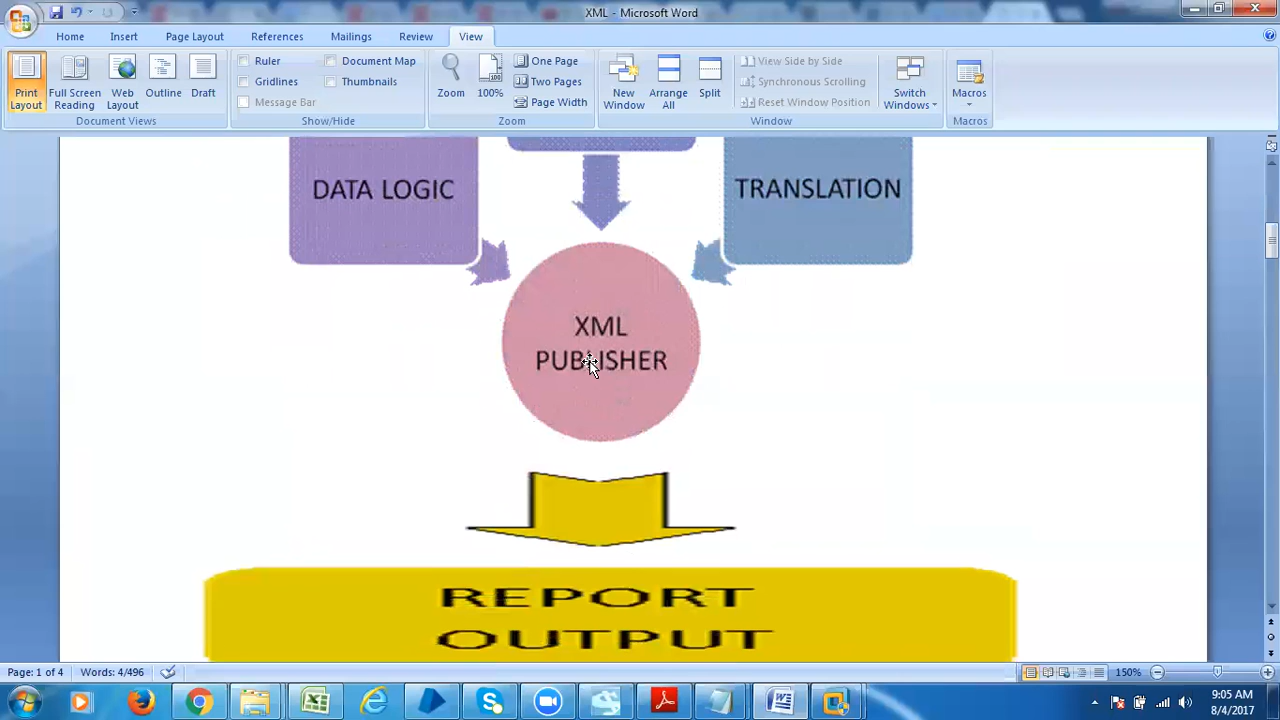 XML - Microsoft Word
Home Insert Page Layout References Mailings Review View
Print Layout
Full Screen Reading
Web Layout
Outline
Draft
Document Views
Ruler
Gridlines
Message Bar
Document Map
Thumbnails
Show/Hide
Zoom
100%
One Page
Two Pages
Page Width
Zoom
New Window
Arrange All
Split
View Side by Side
Synchronous Scrolling
Reset Window Position
Window
Switch Windows
Macros
Macros
DATA LOGIC
TRANSLATION
XML
PUBLISHER
REPORT
OUTPUT
Page: 1 of 4 Words: 4/496
150%
9:05 AM
8/4/2017